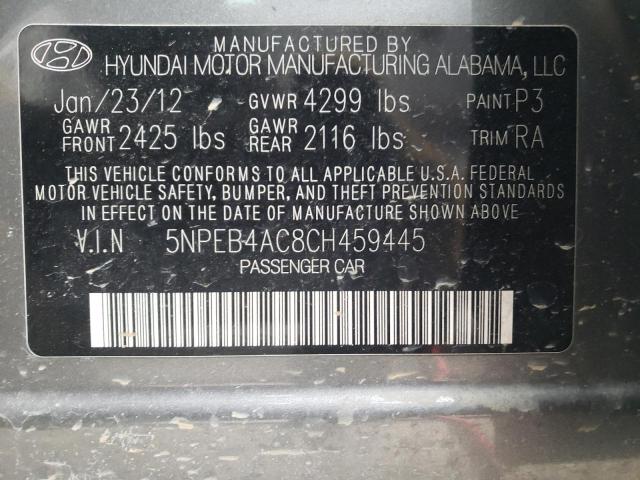 MANUFACTURED BY
HYUNDAI MOTOR MANUFACTURING ALABAMA, LLC
Jan/23/12 GVWR 4299 lbs PAINT P3
GAWR FRONT 2425 lbs GAWR REAR 2116 lbs TRIM RA
THIS VEHICLE CONFORMS TO ALL APPLICABLE U.S.A. FEDERAL
MOTOR VEHICLE SAFETY, BUMPER, AND THEFT PREVENTION STANDARDS
IN EFFECT ON THE DATE OF MANUFACTURE SHOWN ABOVE.
V.I.N 5NPEB4AC8CH459445
PASSENGER CAR